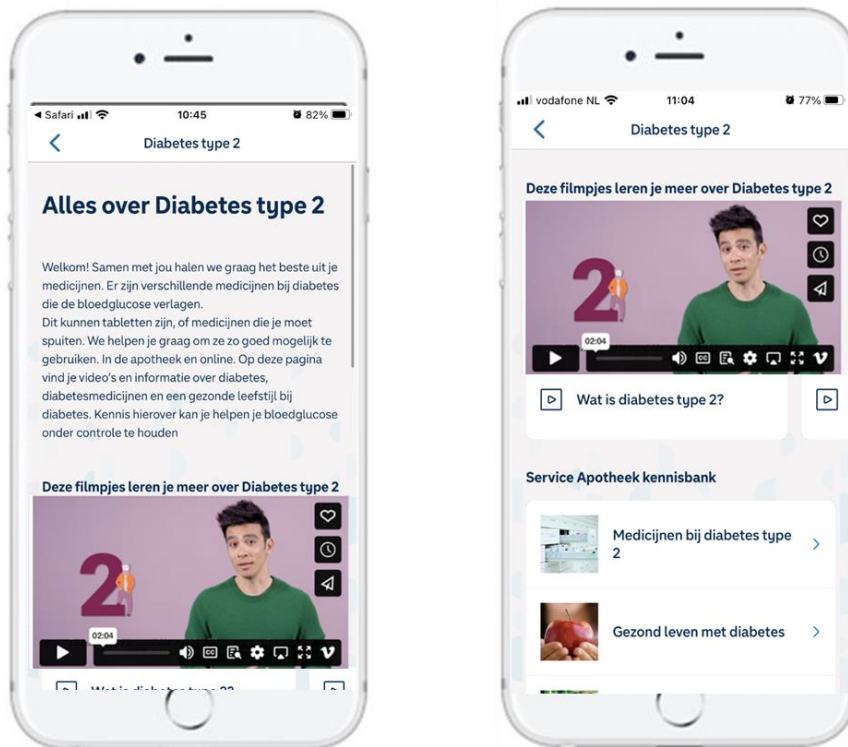 Safari 10:45 82%
Diabetes type 2
Alles over Diabetes type 2
Welkom! Samen met jou halen we graag het beste uit je
medicijnen. Er zijn verschillende medicijnen bij diabetes
die de bloedglucose verlagen.
Dit kunnen tabletten zijn, of medicijnen die je moet
spuiten. We helpen je graag om ze zo goed mogelijk te
gebruiken. In de apotheek en online. Op deze pagina
vind je video's en informatie over diabetes,
diabetesmedicijnen en een gezonde leefstijl bij
diabetes. Kennis hierover kan je helpen je bloedglucose
onder controle te houden
Deze filmpjes leren je meer over Diabetes type 2
2
02:04
CC
Wat is diabetes type 2?
vodafone NL 11:04 77%
Diabetes type 2
Deze filmpjes leren je meer over Diabetes type 2
2
02:04
CC
Wat is diabetes type 2?
Service Apotheek kennisbank
Medicijnen bij diabetes type
2
Gezond leven met diabetes